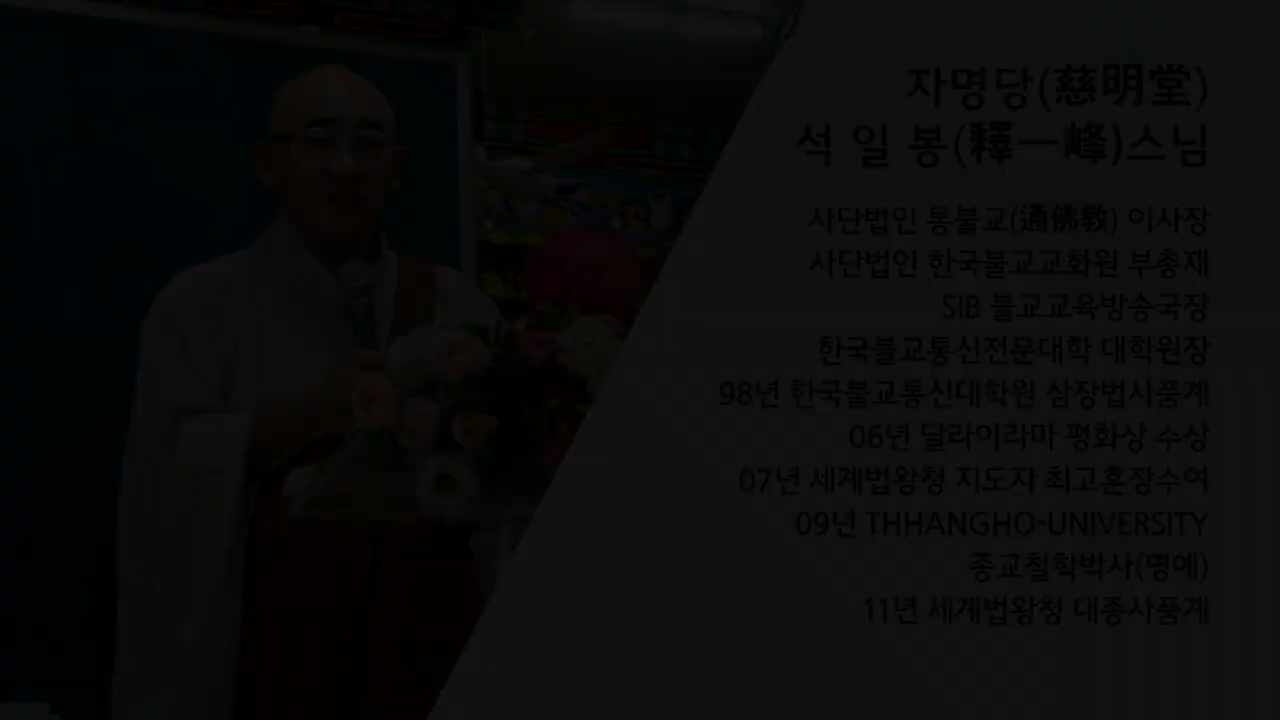 자명당(慈明堂)
석 일 봉(釋一峰)스님
사단법인 통불교(通佛敎) 이사장
사단법인 한국불교교화원 부총재
SIB 불교교육방송국장
한국불교통신전문대학 대학원장
98년 한국불교통신대학원 삼장법사품계
06년 달라이라마 평화상 수상
07년 세계법왕청 지도자 최고훈장수여
09년 THHANGHO-UNIVERSITY
종교철학박사(명예)
11년 세계법왕청 대종사품계